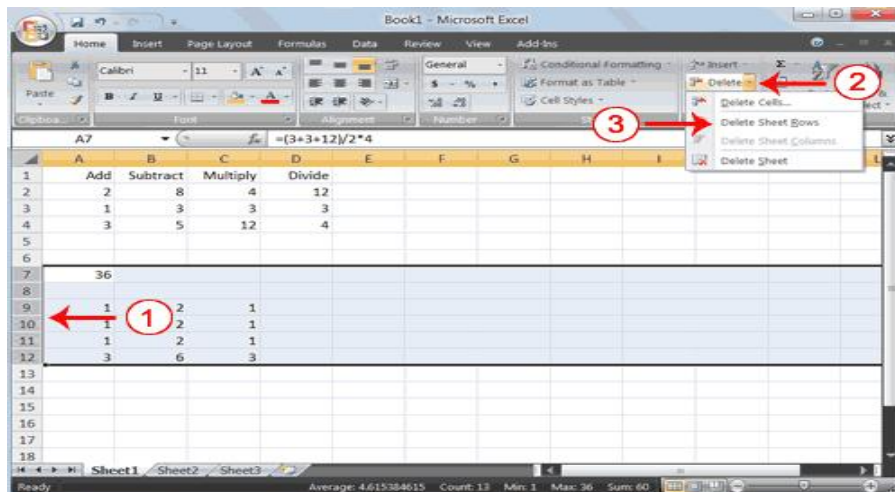 Book1 - Microsoft Excel
Home Insert Page Layout Formulas Data Review View Add-Ins
Paste Calibri 11 A A General Conditional Formatting Insert Σ
B I U A $ % , Format as Table Delete
Cell Styles
Clipboa... Font Alignment Number
2
3
Delete Cells...
Delete Sheet Rows
Delete Sheet Columns
Delete Sheet
A7 fx =(3+3+12)/2*4
A B C D E F G H I L
1 Add Subtract Multiply Divide
2 2 8 4 12
3 1 3 3 3
4 3 5 12 4
5
6
7 36
8
9 1 2 1
10 1 2 1
1
11 1 2 1
12 3 6 3
13
14
15
16
17
18
Sheet1 Sheet2 Sheet3
Ready Average: 4.615384615 Count: 13 Min: 1 Max: 36 Sum: 60